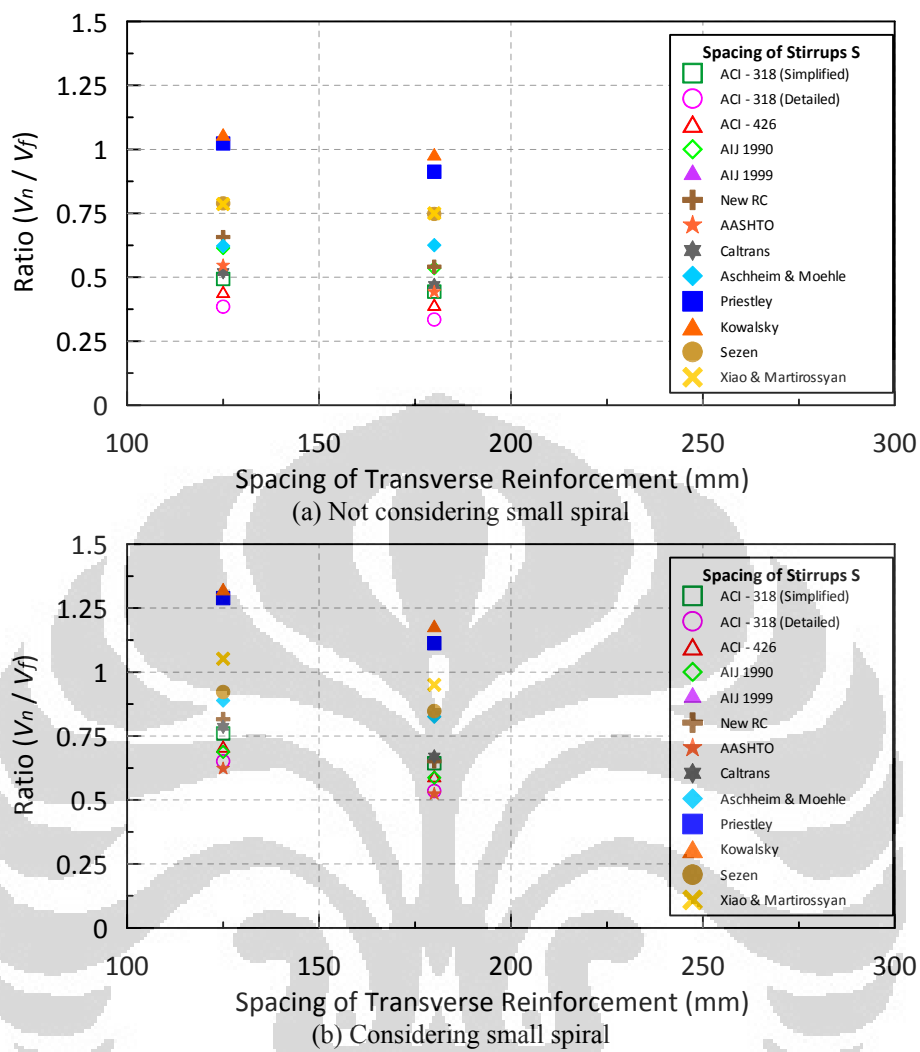 1.5
1.25
1
0.75
0.5
0.25
0
Ratio (Vn / Vf)
Spacing of Stirrups S
ACI - 318 (Simplified)
ACI - 318 (Detailed)
ACI - 426
AIJ 1990
AIJ 1999
New RC
AASHTO
Caltrans
Aschheim & Moehle
Priestley
Kowalsky
Sezen
Xiao & Martirossyan
100 150 200 250 300
Spacing of Transverse Reinforcement (mm)
(a) Not considering small spiral
1.5
1.25
1
0.75
0.5
0.25
0
Ratio (Vn / Vf)
Spacing of Stirrups S
ACI - 318 (Simplified)
ACI - 318 (Detailed)
ACI - 426
AIJ 1990
AIJ 1999
New RC
AASHTO
Caltrans
Aschheim & Moehle
Priestley
Kowalsky
Sezen
Xiao & Martirossyan
100 150 200 250 300
Spacing of Transverse Reinforcement (mm)
(b) Considering small spiral